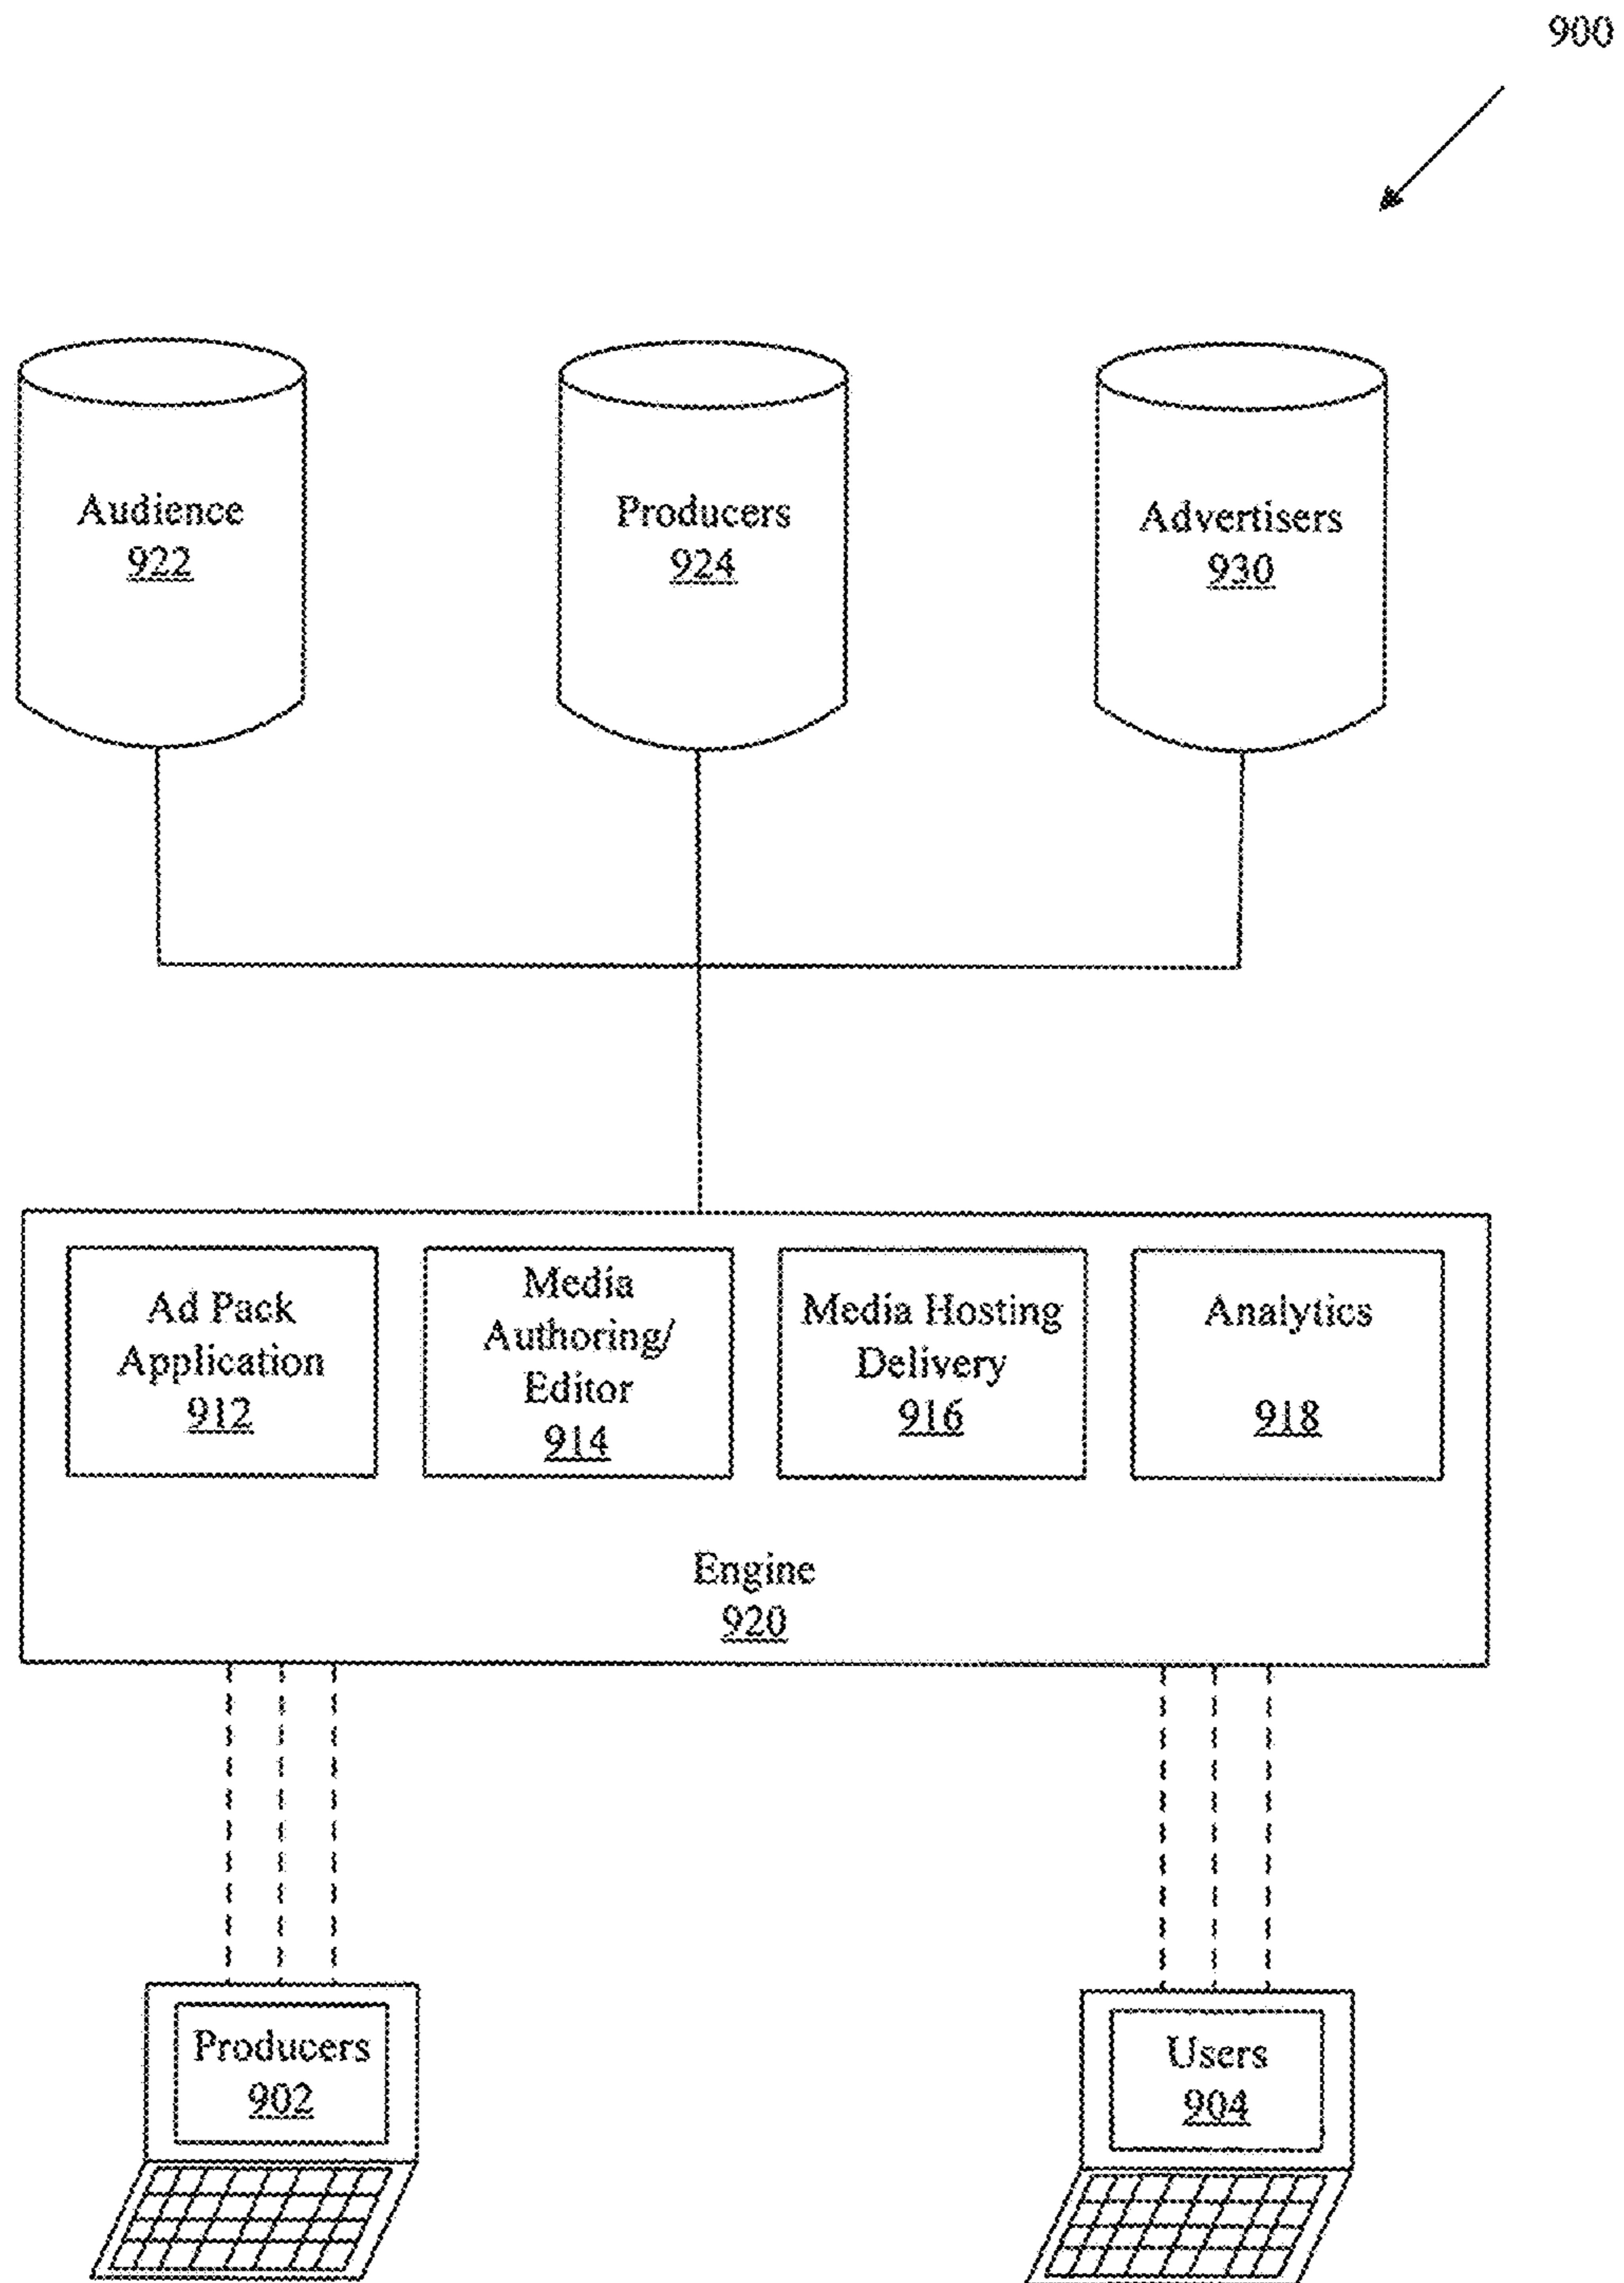 900
Audience
922
Producers
924
Advertisers
930
Ad Pack
Application
912
Media
Authoring/
Editor
914
Media Hosting
Delivery
916
Analytics
918
Engine
920
Producers
902
Users
904